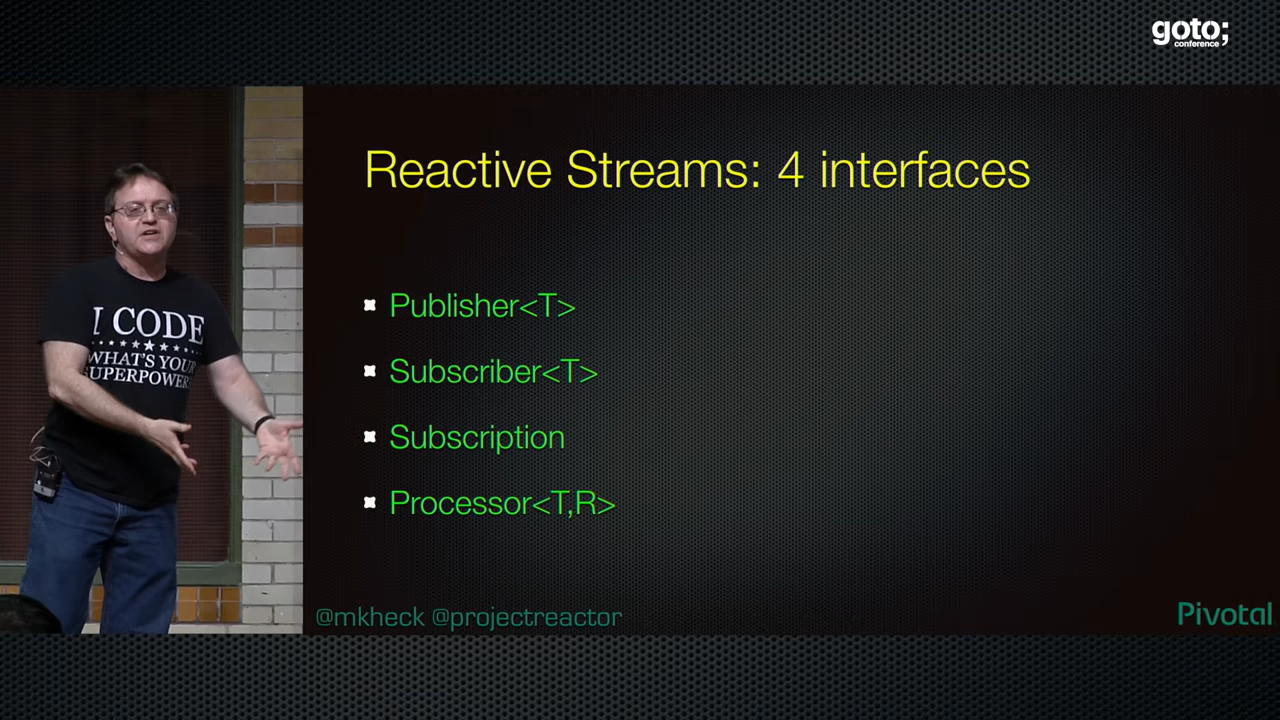 goto;
conference
Reactive Streams: 4 interfaces
Publisher<T>
Subscriber<T>
Subscription
Processor<T,R>
I CODE
WHAT'S YOUR
SUPERPOWER?
@mkheck @projectreactor
Pivotal